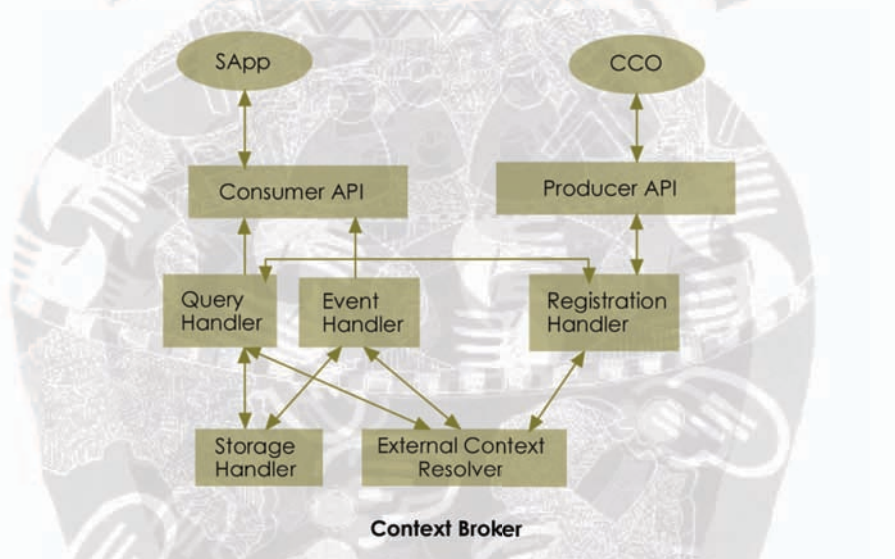 SApp
CCO
Consumer API
Producer API
Query
Handler
Event
Handler
Registration
Handler
Storage
Handler
External Context
Resolver
Context Broker